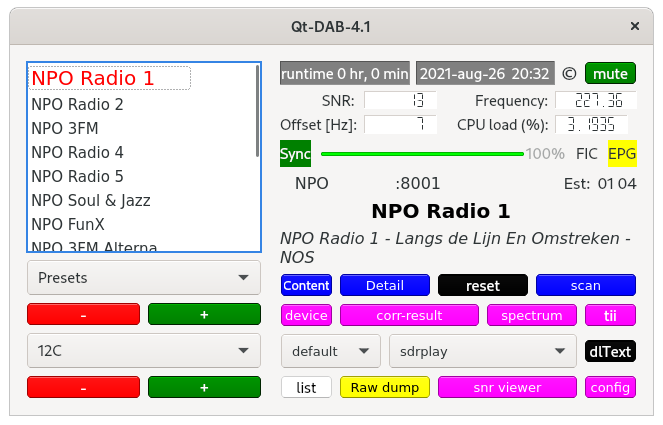 Qt-DAB-4.1
×
NPO Radio 1
NPO Radio 2
NPO 3FM
NPO Radio 4
NPO Radio 5
NPO Soul & Jazz
NPO FunX
NPO 3FM Alterna
Presets
- +
12C
- +
runtime 0 hr, 0 min 2021-aug-26 20:32 © mute
SNR: 13 Frequency: 227.36
Offset [Hz]: 7 CPU load (%): 3.1935
Sync 100% FIC EPG
NPO :8001 Est: 01 04
NPO Radio 1
NPO Radio 1 - Langs de Lijn En Omstreken -
NOS
Content Detail reset scan
device corr-result spectrum tii
default sdrplay dlText
list Raw dump snr viewer config